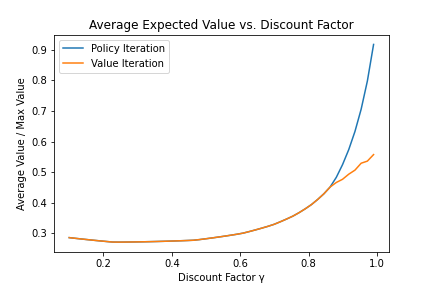 Average Expected Value vs. Discount Factor
Policy Iteration
Value Iteration
Average Value / Max Value
0.9
0.8
0.7
0.6
0.5
0.4
0.3
0.2 0.4 0.6 0.8 1.0
Discount Factor γ